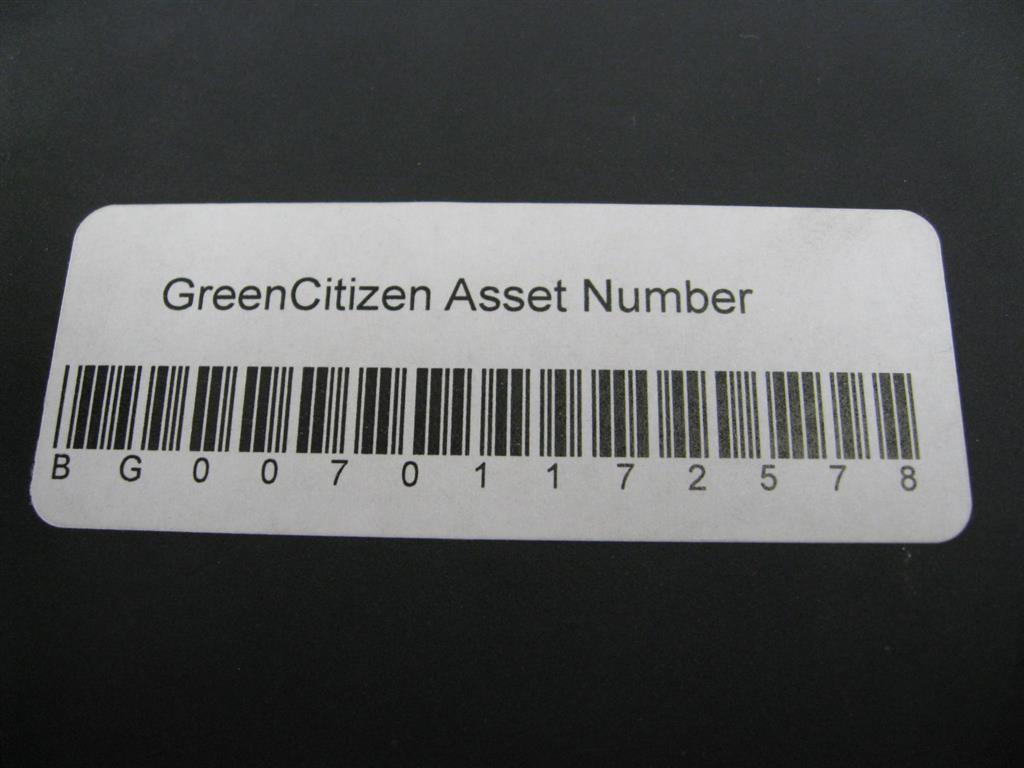 GreenCitizen Asset Number
B G 0 0 7 0 1 1 7 2 5 7 8